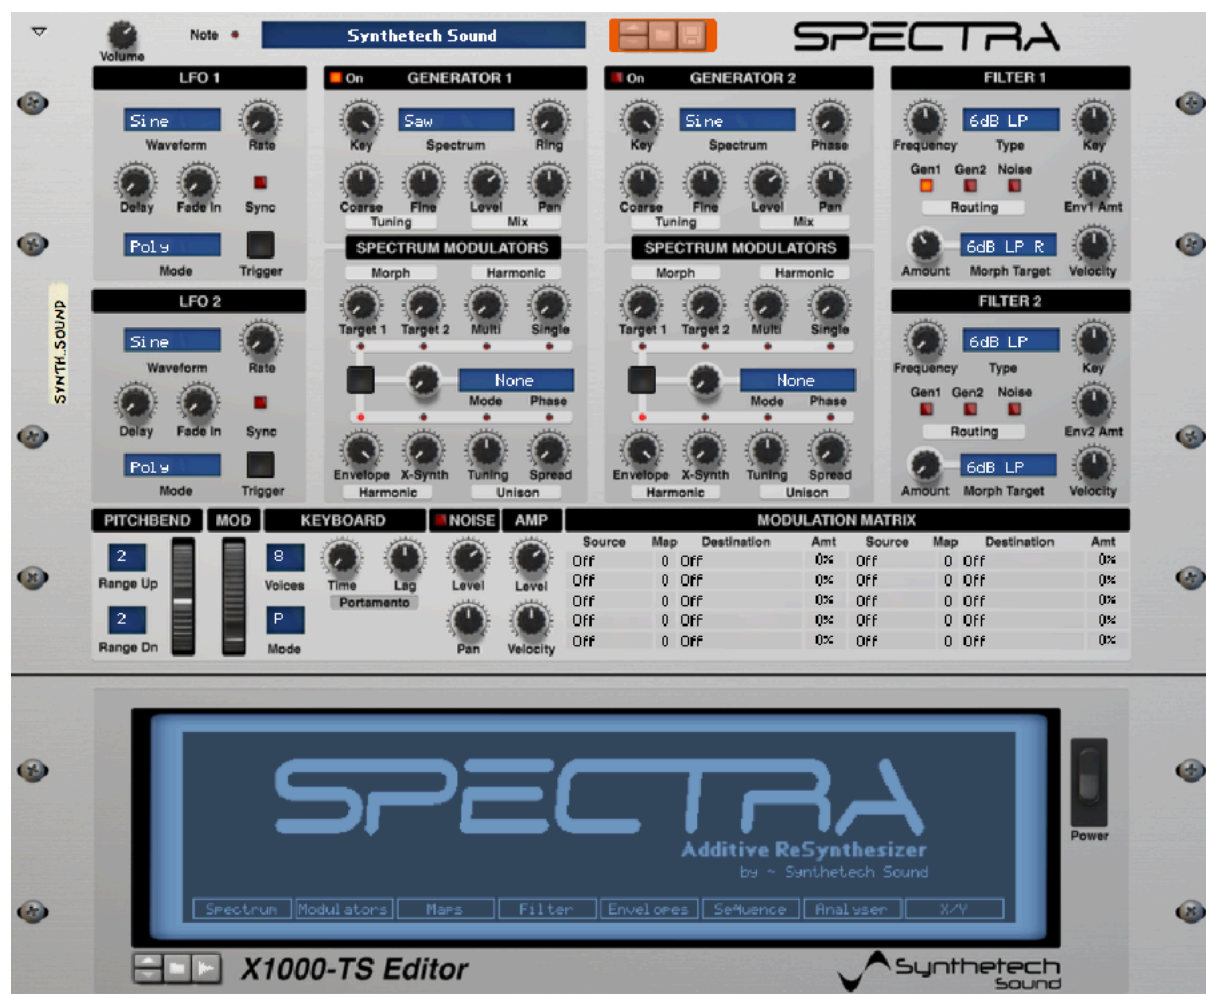 Note
Synthetech Sound
SPECTRA
Volume
LFO 1
On
GENERATOR 1
On
GENERATOR 2
FILTER 1
Sine
Waveform
Rate
Saw
Key
Spectrum
Ring
Sine
Key
Spectrum
Phase
6dB LP
Frequency
Type
Key
Delay
Fade In
Sync
Coarse
Fine
Level
Pan
Tuning
Mix
Coarse
Fine
Level
Pan
Tuning
Mix
Gen1
Gen2
Noise
Routing
Env1 Amt
Poly
Mode
Trigger
SPECTRUM MODULATORS
Morph
Harmonic
SPECTRUM MODULATORS
Morph
Harmonic
6dB LP R
Amount
Morph Target
Velocity
SYNTH_SOUND
LFO 2
Target 1
Target 2
Multi
Single
Target 1
Target 2
Multi
Single
FILTER 2
Sine
Waveform
Rate
None
Mode
Phase
None
Mode
Phase
6dB LP
Frequency
Type
Key
Delay
Fade In
Sync
Gen1
Gen2
Noise
Routing
Env2 Amt
Poly
Mode
Trigger
Envelope
X-Synth
Tuning
Spread
Harmonic
Unison
Envelope
X-Synth
Tuning
Spread
Harmonic
Unison
6dB LP
Amount
Morph Target
Velocity
PITCHBEND
MOD
KEYBOARD
NOISE
AMP
MODULATION MATRIX
2
Range Up
2
Range Dn
8
Voices
P
Mode
Time
Lag
Portamento
Level
Pan
Level
Velocity
Source Map Destination Amt Source Map Destination Amt
Off 0 Off 0% Off 0 Off 0%
Off 0 Off 0% Off 0 Off 0%
Off 0 Off 0% Off 0 Off 0%
Off 0 Off 0% Off 0 Off 0%
Off 0 Off 0% Off 0 Off 0%
SPECTRA
Additive ReSynthesizer
by ~ Synthetech Sound
Spectrum
Modulators
Maps
Filter
Envelopes
Sequence
Analyser
X/Y
Power
X1000-TS Editor
Synthetech
Sound